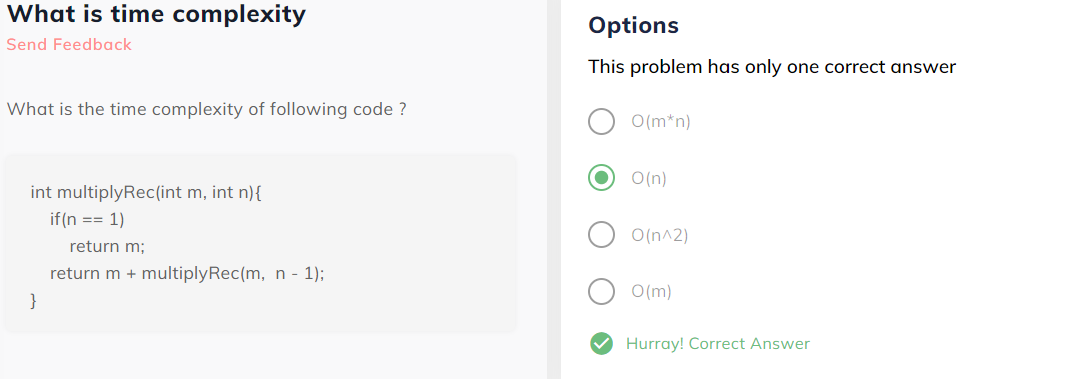 What is time complexity
Send Feedback
What is the time complexity of following code ?
int multiplyRec(int m, int n){
if(n == 1)
return m;
return m + multiplyRec(m, n - 1);
}
Options
This problem has only one correct answer
O(m*n)
O(n)
O(n^2)
O(m)
Hurray! Correct Answer